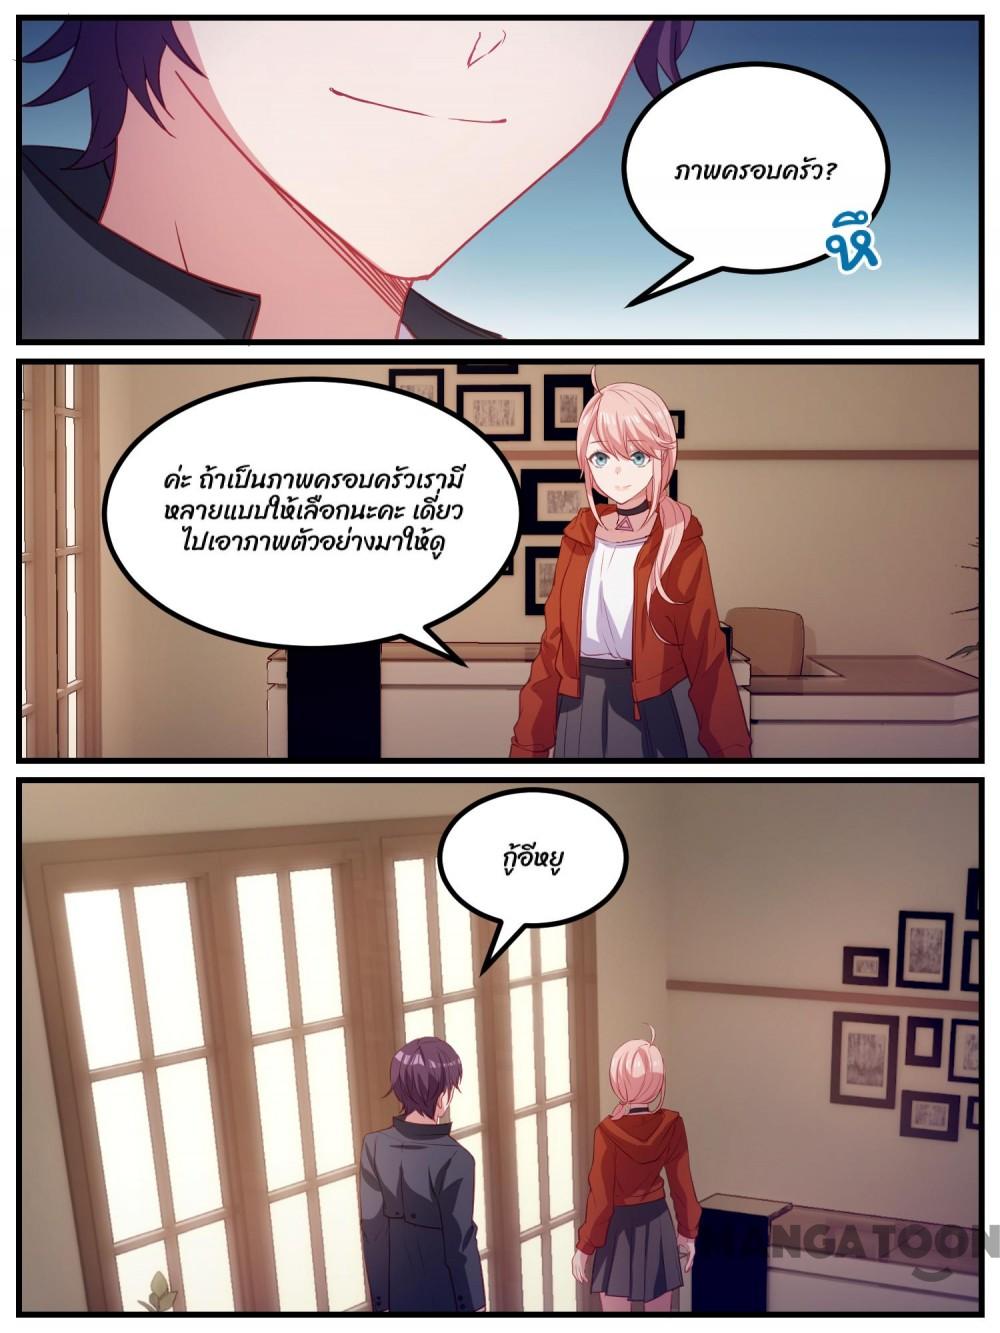 ภาพครอบครัว?
หึ
ค่ะ ถ้าเป็นภาพครอบครัวเรามี
หลายแบบให้เลือกนะคะ เดี๋ยว
ไปเอาภาพตัวอย่างมาให้ดู
กู้อีหยู
MANGATOON